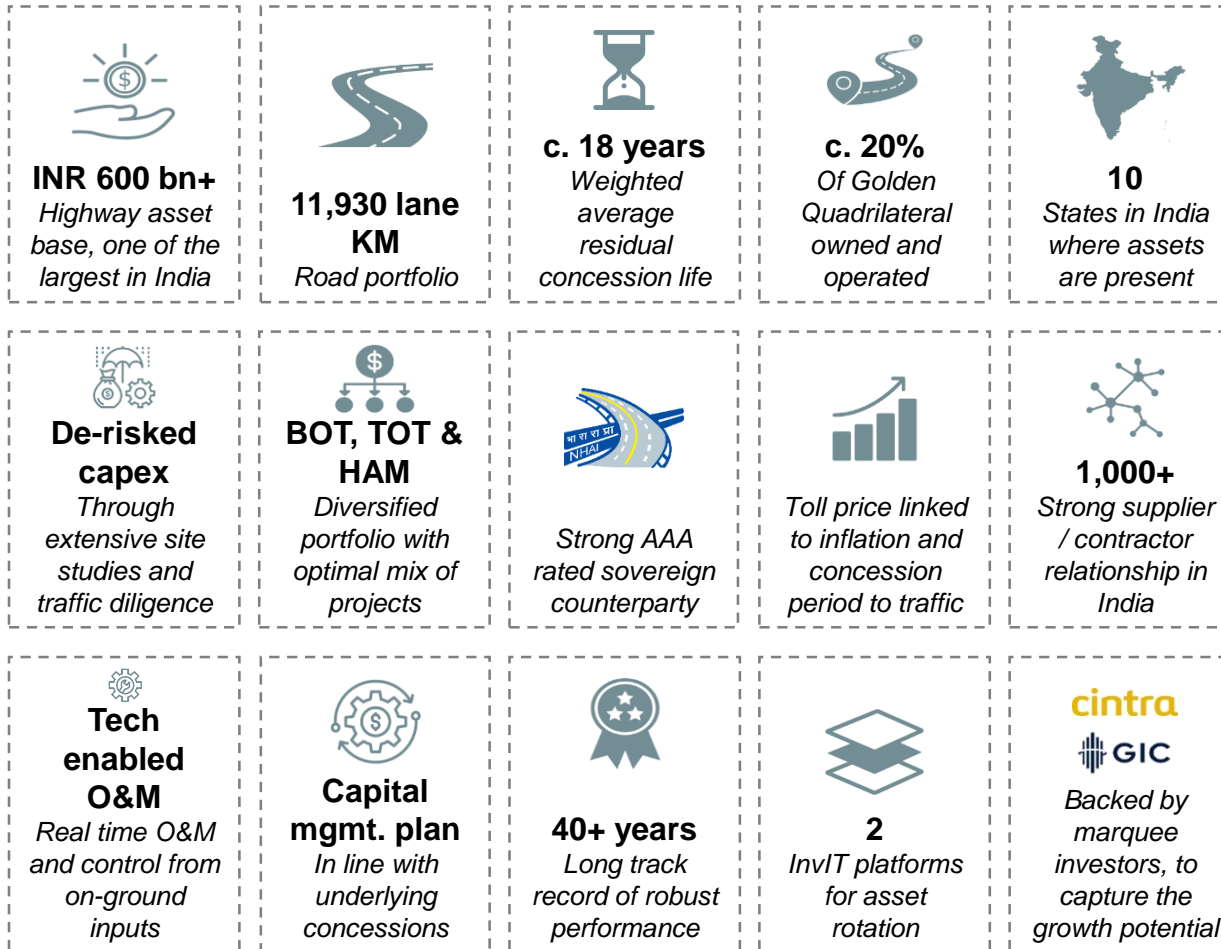 INR 600 bn+
Highway asset
base, one of the
largest in India
11,930 lane
KM
Road portfolio
c. 18 years
Weighted
average
residual
concession life
c. 20%
Of Golden
Quadrilateral
owned and
operated
10
States in India
where assets
are present
De-risked
capex
Through
extensive site
studies and
traffic diligence
BOT, TOT &
HAM
Diversified
portfolio with
optimal mix of
projects
भा रा रा प्रा
NHAI
Strong AAA
rated sovereign
counterparty
Toll price linked
to inflation and
concession
period to traffic
1,000+
Strong supplier
/ contractor
relationship in
India
Tech
enabled
O&M
Real time O&M
and control from
on-ground
inputs
Capital
mgmt. plan
In line with
underlying
concessions
40+ years
Long track
record of robust
performance
2
InvIT platforms
for asset
rotation
cintra
GIC
Backed by
marquee
investors, to
capture the
growth potential